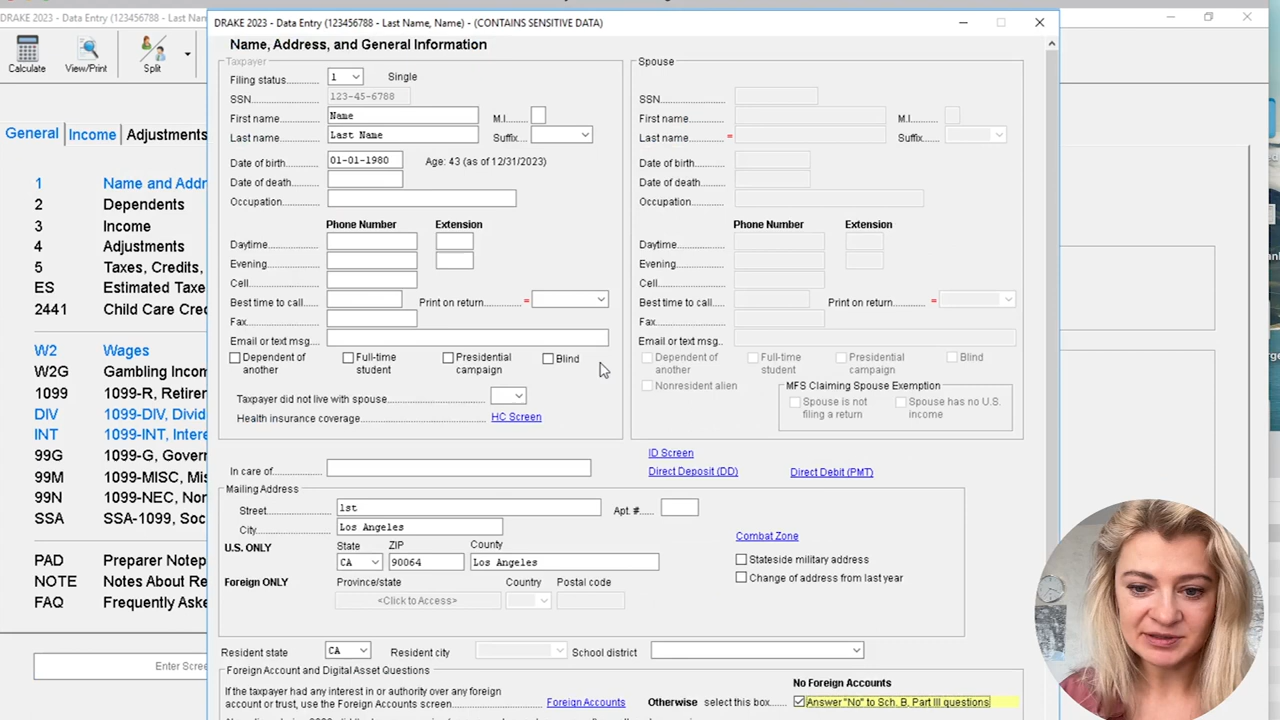 DRAKE 2023 - Data Entry (123456788 - Last Name
DRAKE 2023 - Data Entry (123456788 - Last Name, Name) - (CONTAINS SENSITIVE DATA)
Calculate View/Print Split
General Income Adjustments
1 Name and Addr
2 Dependents
3 Income
4 Adjustments
5 Taxes, Credits,
ES Estimated Taxe
2441 Child Care Cred
W2 Wages
W2G Gambling Incom
1099 1099-R, Retirem
DIV 1099-DIV, Divid
INT 1099-INT, Intere
99G 1099-G, Govern
99M 1099-MISC, Mis
99N 1099-NEC, Non
SSA SSA-1099, Soc
PAD Preparer Notep
NOTE Notes About Re
FAQ Frequently Aske
Enter Scree
Name, Address, and General Information
Taxpayer
Filing status 1 Single
SSN 123-45-6788
First name Name M.I.
Last name Last Name Suffix
Date of birth 01-01-1980 Age: 43 (as of 12/31/2023)
Date of death
Occupation
Phone Number Extension
Daytime
Evening
Cell
Best time to call Print on return =
Fax
Email or text msg
Dependent of another Full-time student Presidential campaign Blind
Taxpayer did not live with spouse
Health insurance coverage HC Screen
Spouse
SSN
First name M.I.
Last name = Suffix
Date of birth
Date of death
Occupation
Phone Number Extension
Daytime
Evening
Cell
Best time to call Print on return =
Fax
Email or text msg
Dependent of another Full-time student Presidential campaign Blind
Nonresident alien
MFS Claiming Spouse Exemption
Spouse is not filing a return Spouse has no U.S. income
ID Screen
In care of Direct Deposit (DD) Direct Debit (PMT)
Mailing Address
Street 1st Apt. #
City Los Angeles
Combat Zone
U.S. ONLY State ZIP County
CA 90064 Los Angeles
Stateside military address
Change of address from last year
Foreign ONLY Province/state Country Postal code
<Click to Access>
Resident state CA Resident city School district
Foreign Account and Digital Asset Questions
No Foreign Accounts
If the taxpayer had any interest or authority over any foreign
account or trust, use the Foreign Accounts screen. Foreign Accounts Otherwise select this box Answer "No" to Sch. B, Part III questions